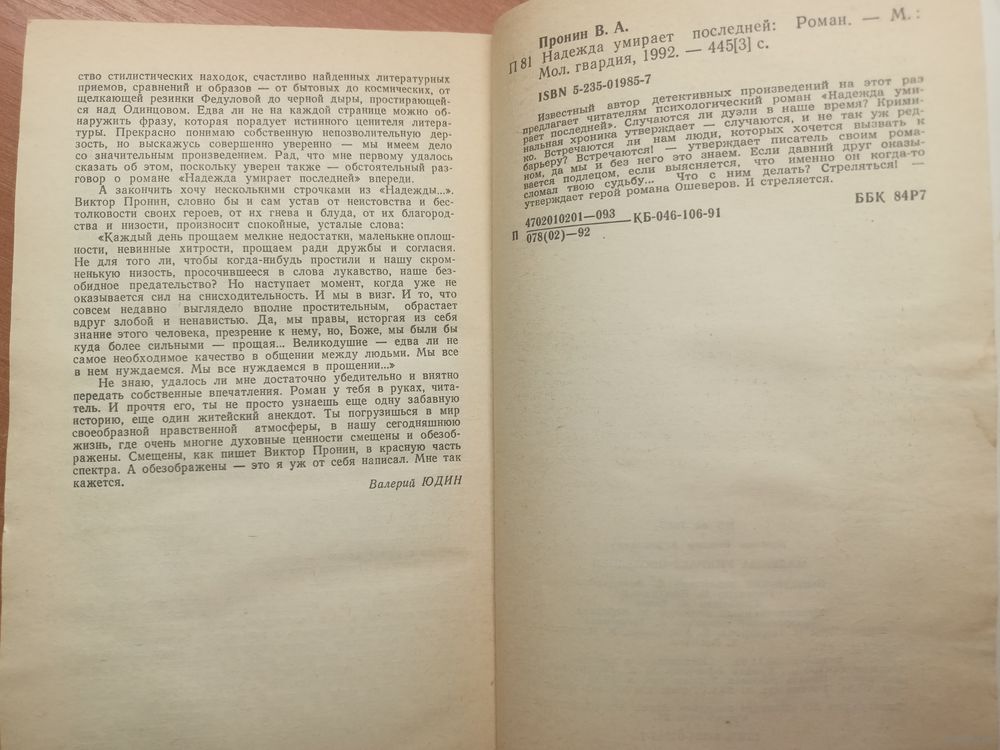 ство стилистических находок, счастливо найденных литературных
приемов, сравнений и образов — от бытовых до космических, от
щелкающей резинки Федуловой до черной дыры, простирающей-
ся над Одинцовом. Едва ли не на каждой странице можно об-
наружить фразу, которая порадует истинного ценителя литера-
туры. Прекрасно понимаю собственную непозволительную дер-
зость, но выскажусь совершенно уверенно — мы имеем дело
со значительным произведением. Рад, что мне первому удалось
сказать об этом, поскольку уверен также — обстоятельный раз-
говор о романе «Надежда умирает последней» впереди.
А закончить хочу несколькими строчками из «Надежды...».
Виктор Пронин, словно бы и сам устав от неистовства и бес-
толковости своих героев, от их гнева и блуда, от их благород-
ства и низости, произносит спокойные, усталые слова:
«Каждый день прощаем мелкие недостатки, маленькие оплош-
ности, невинные хитрости, прощаем ради дружбы и согласия.
Не для того ли, чтобы когда-нибудь простили и нашу скром-
ненькую низость, просочившееся в слова лукавство, наше без-
обидное предательство? Но наступает момент, когда уже не
оказывается сил на снисходительность. И мы в визг. И то, что
совсем недавно выглядело вполне простительным, обрастает
вдруг злобой и ненавистью. Да, мы правы, исторгая из себя
знание этого человека, презрение к нему, но, Боже, мы были бы
куда более сильными — прощая... Великодушие — едва ли не
самое необходимое качество в общении между людьми. Мы все
в нем нуждаемся. Мы все нуждаемся в прощении...»
Не знаю, удалось ли мне достаточно убедительно и внятно
передать собственные впечатления. Роман у тебя в руках, чита-
тель. И прочтя его, ты не просто узнаешь еще одну забавную
историю, еще один житейский анекдот. Ты погрузишься в мир
своеобразной нравственной атмосферы, в нашу сегодняшнюю
жизнь, где очень многие духовные ценности смещены и обезоб-
ражены. Смещены, как пишет Виктор Пронин, в красную часть
спектра. А обезображены — это я уж от себя написал. Мне так
кажется.
Валерий ЮДИН
Пронин В. А.
П 81 Надежда умирает последней: Роман. — М.:
Мол. гвардия, 1992. — 445[3] с.
ISBN 5-235-01985-7
Известный автор детективных произведений на этот раз
предлагает читателям психологический роман «Надежда уми-
рает последней». Случаются ли дуэли в наше время? Крими-
нальная хроника утверждает — случаются, и не так уж ред-
ко. Встречаются ли нам люди, которых хочется вызвать к
барьеру? Встречаются! — утверждает писатель своим рома-
ном, да мы и без него это знаем. Если давний друг оказы-
вается подлецом, если выясняется, что именно он когда-то
сломал твою судьбу... Что с ним делать? Стреляться! —
утверждает герой романа Ошеверов. И стреляется.
ББК 84Р7
П 4702010201—093 КБ-046-106-91
078(02)—92